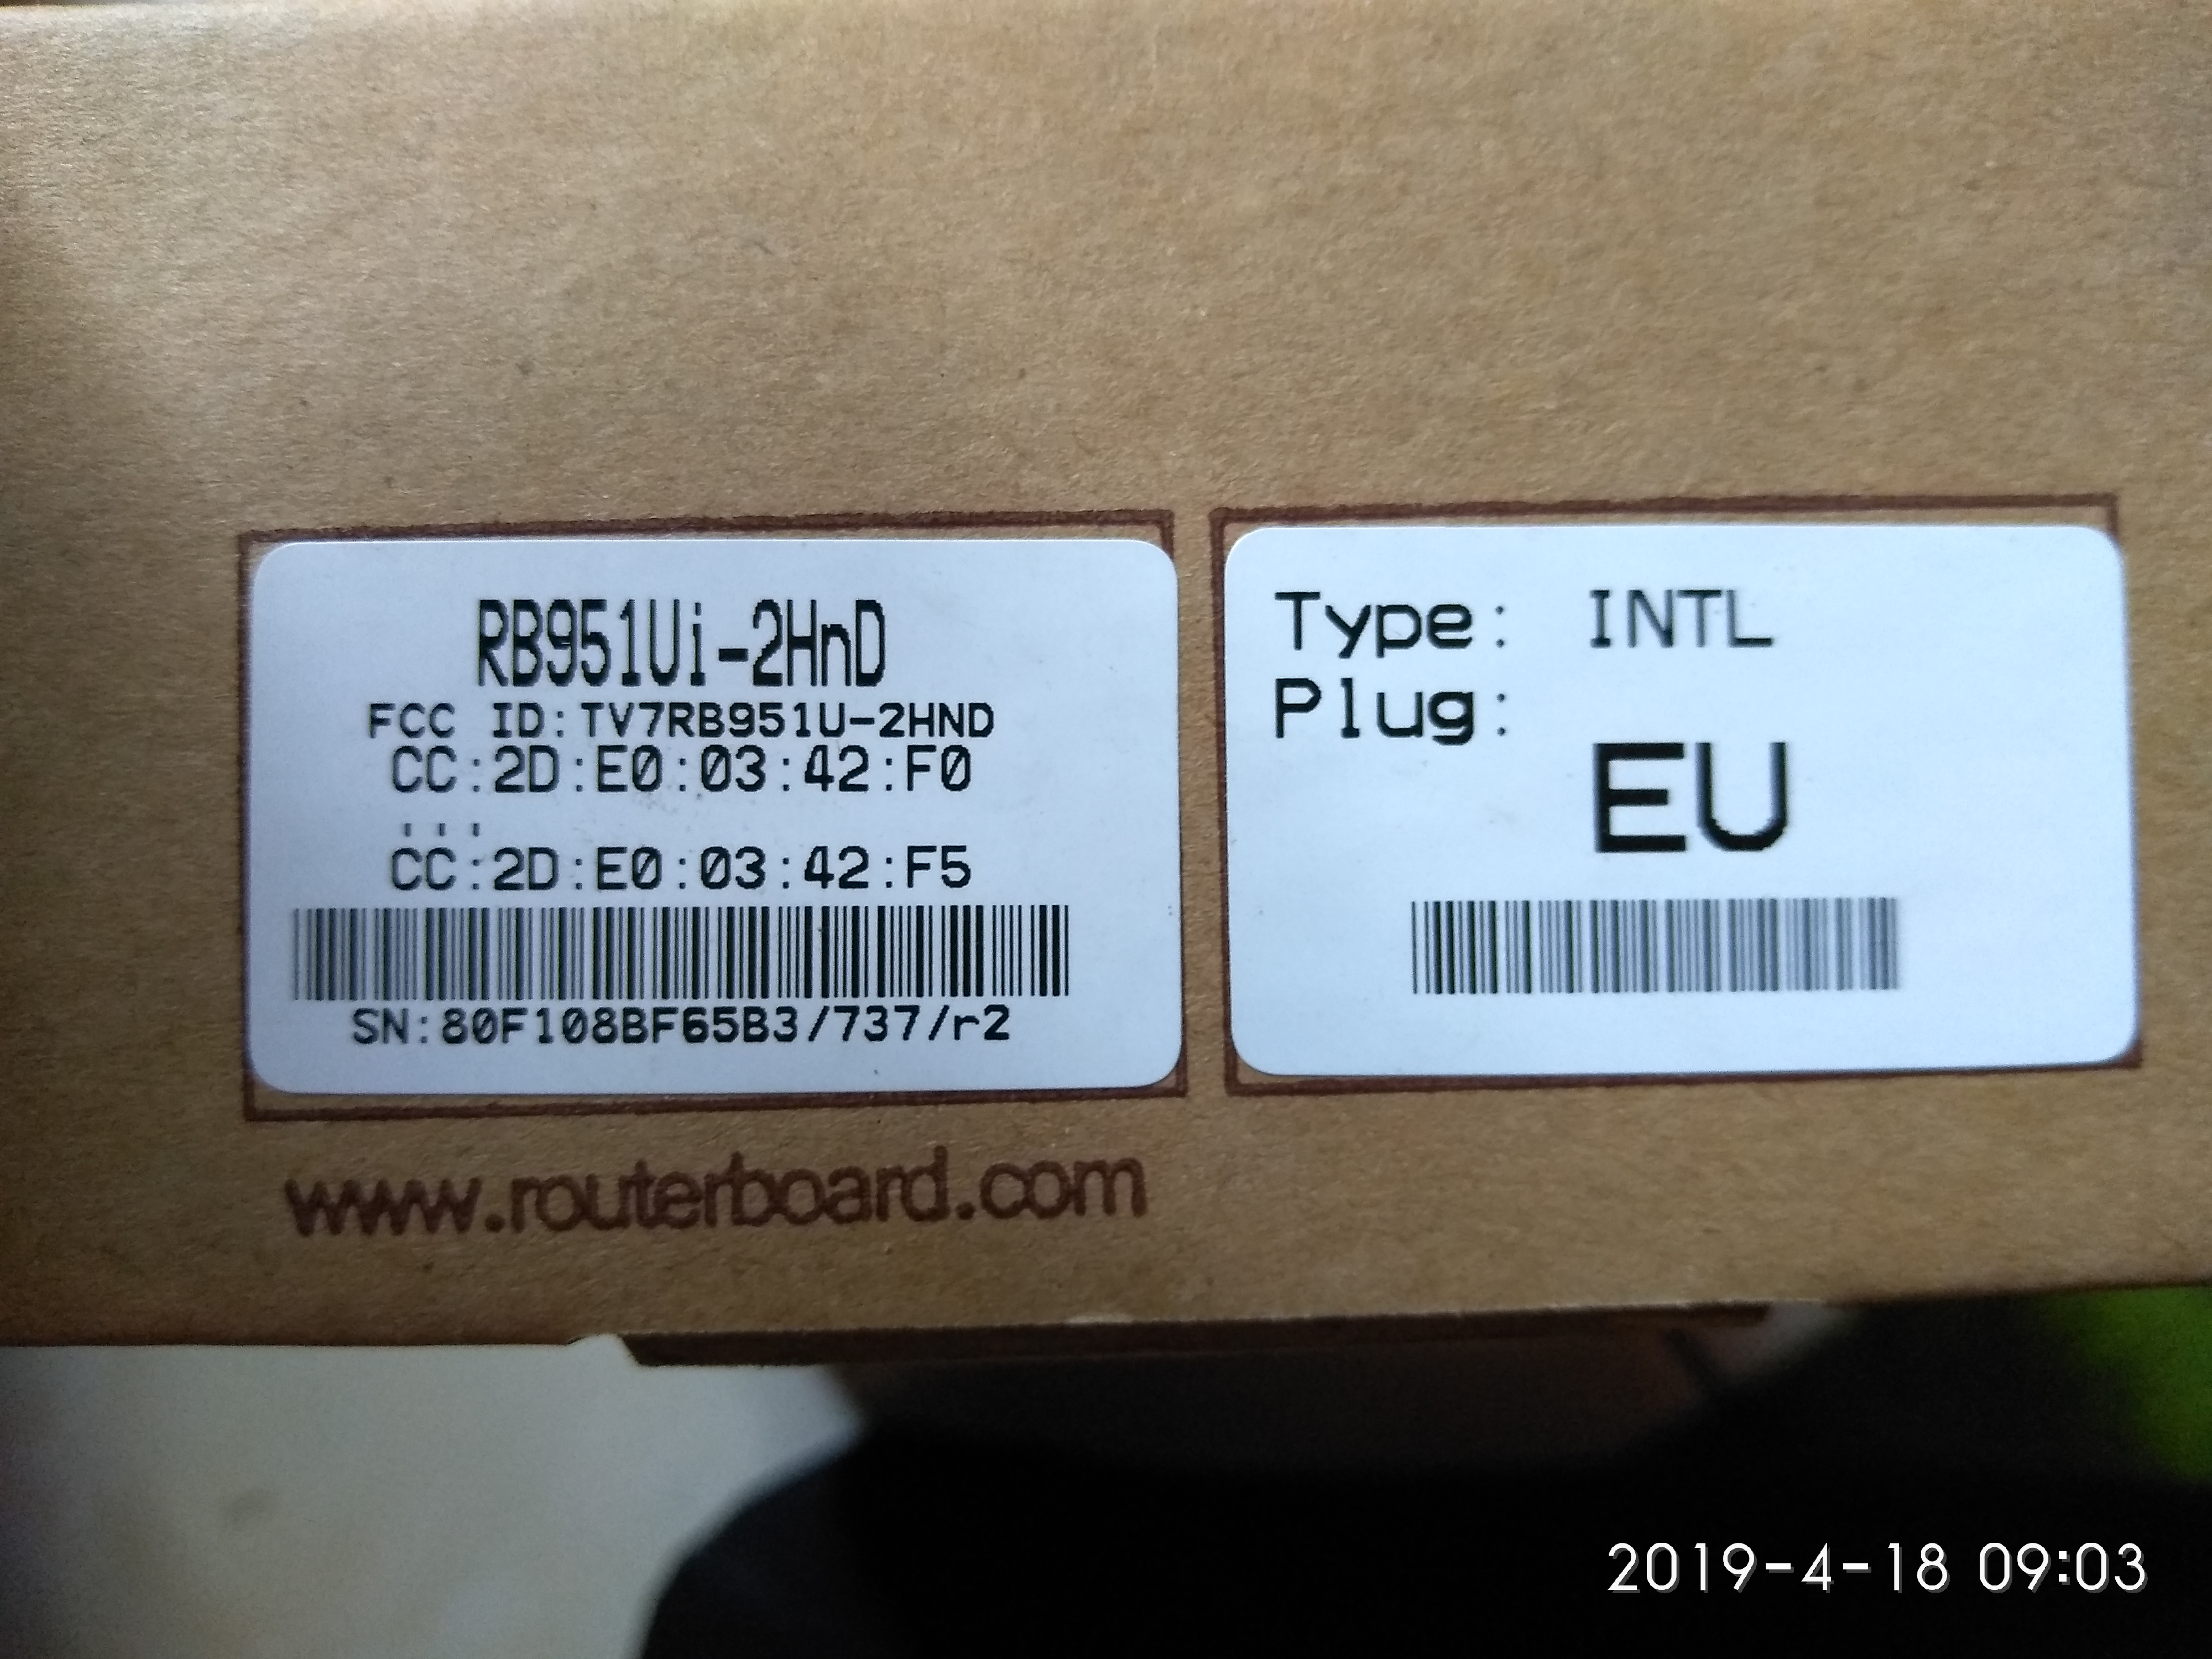 RB951Ui-2HnD
FCC ID:TV7RB951U-2HND
CC:2D:E0:03:42:F0
...
CC:2D:E0:03:42:F5
SN:80F108BF65B3/737/r2
Type: INTL
Plug:
EU
www.routerboard.com
2019-4-18 09:03